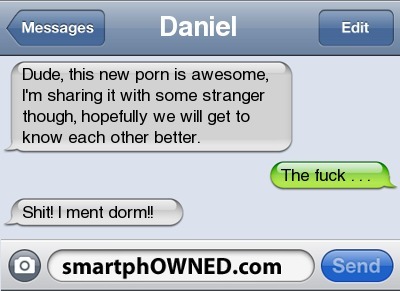 Messages
Daniel
Edit
Dude, this new porn is awesome,
I'm sharing it with some stranger
though, hopefully we will get to
know each other better.
The fuck . . .
Shit! I ment dorm!!
smartphOWNED.com
Send